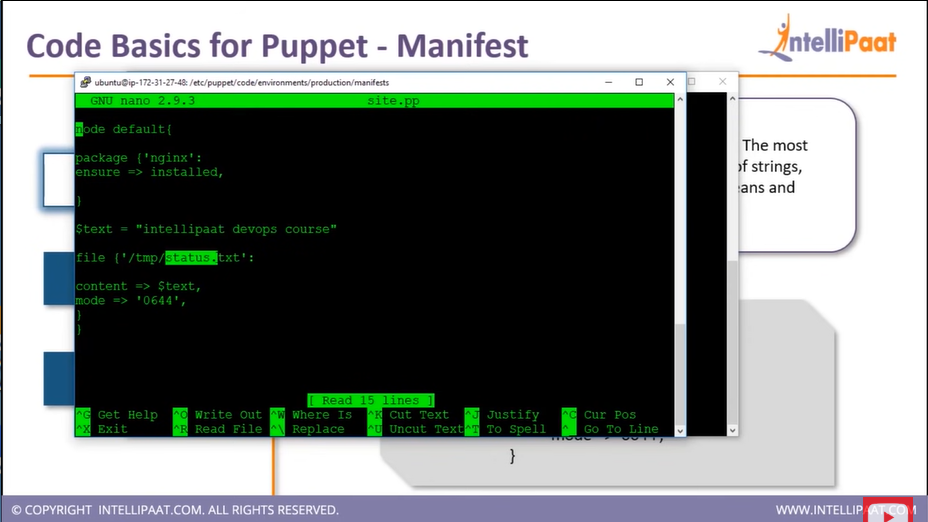 Code Basics for Puppet - Manifest
INTELLIPAAT
ubuntu@ip-172-31-27-48: /etc/puppet/code/environments/production/manifests
GNU nano 2.9.3 site.pp
node default{
package {'nginx':
ensure => installed,
}
$text = "intellipaat devops course"
file {'/tmp/status.txt':
content => $text,
mode => '0644',
}
}
The most
of strings,
and
[ Read 15 lines ]
^G Get Help ^O Write Out ^W Where Is ^K Cut Text ^J Justify ^C Cur Pos
^X Exit ^R Read File ^\ Replace ^U Uncut Text ^T To Spell ^_ Go To Line
}
© COPYRIGHT INTELLIPAAT.COM. ALL RIGHTS RESERVED.
WWW.INTELLIPAAT.COM